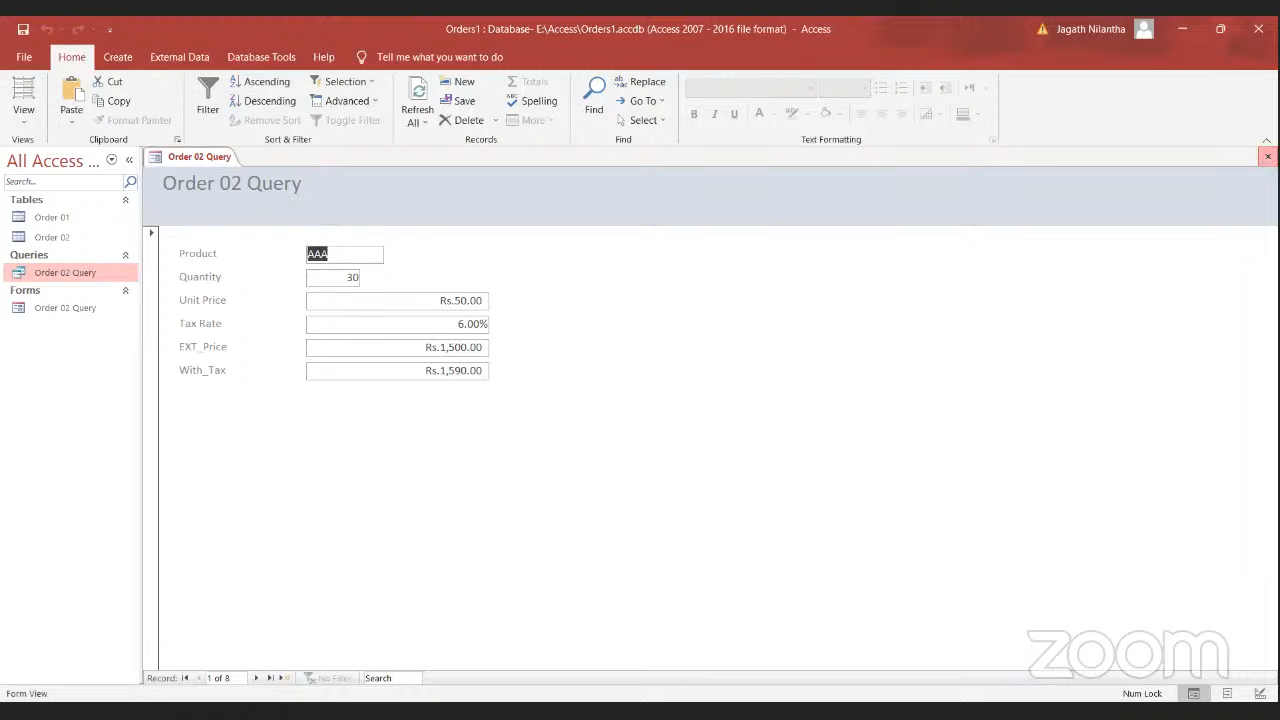 Orders1 : Database- E:\Access\Orders1.accdb (Access 2007 - 2016 file format) - Access
Jagath Nilantha
File Home Create External Data Database Tools Help Tell me what you want to do
View
Views
Paste
Cut
Copy
Format Painter
Clipboard
Filter
Ascending
Descending
Remove Sort
Selection
Advanced
Toggle Filter
Sort & Filter
Refresh
All
New
Save
Delete
Totals
Spelling
More
Records
Find
Replace
Go To
Select
Find
B I U A
Text Formatting
All Access ...
Search...
Tables
Order 01
Order 02
Queries
Order 02 Query
Forms
Order 02 Query
Order 02 Query
Order 02 Query
Product AAA
Quantity 30
Unit Price Rs.50.00
Tax Rate 6.00%
EXT_Price Rs.1,500.00
With_Tax Rs.1,590.00
zoom
Record: 1 of 8 No Filter Search
Form View
Num Lock